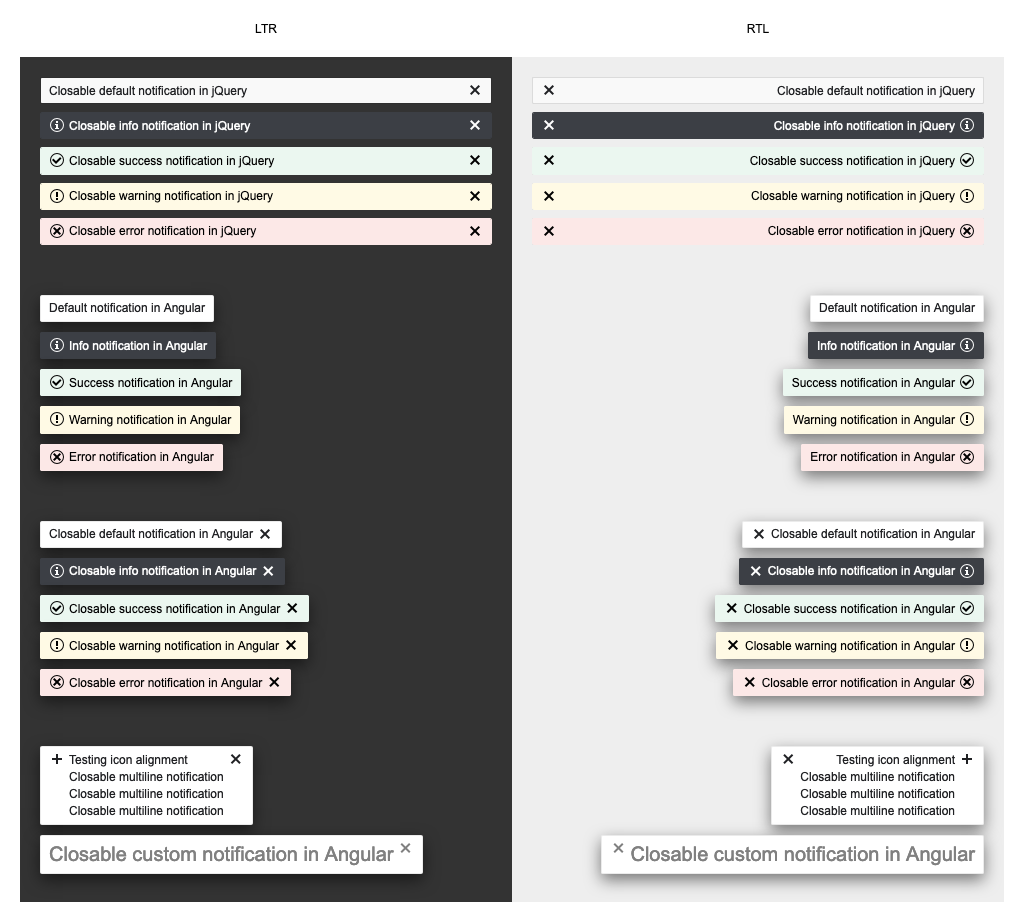 LTR
Closable default notification in jQuery
Closable info notification in jQuery
Closable success notification in jQuery
Closable warning notification in jQuery
Closable error notification in jQuery
Default notification in Angular
Info notification in Angular
Success notification in Angular
Warning notification in Angular
Error notification in Angular
Closable default notification in Angular
Closable info notification in Angular
Closable success notification in Angular
Closable warning notification in Angular
Closable error notification in Angular
Testing icon alignment
Closable multiline notification
Closable multiline notification
Closable multiline notification
Closable custom notification in Angular
RTL
Closable default notification in jQuery
Closable info notification in jQuery
Closable success notification in jQuery
Closable warning notification in jQuery
Closable error notification in jQuery
Default notification in Angular
Info notification in Angular
Success notification in Angular
Warning notification in Angular
Error notification in Angular
Closable default notification in Angular
Closable info notification in Angular
Closable success notification in Angular
Closable warning notification in Angular
Closable error notification in Angular
Testing icon alignment
Closable multiline notification
Closable multiline notification
Closable multiline notification
Closable custom notification in Angular